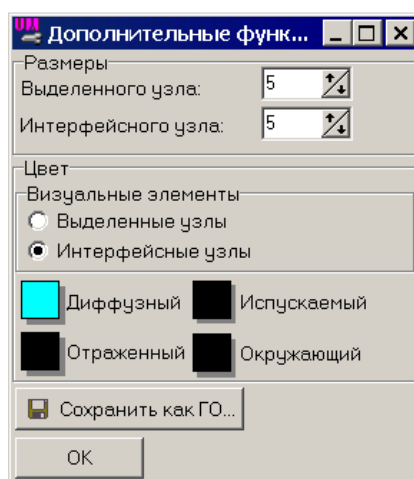 UM Дополнительные функ...
Размеры
Выделенного узла: 5
Интерфейсного узла: 5
Цвет
Визуальные элементы
Выделенные узлы
Интерфейсные узлы
Диффузный Испускаемый
Отраженный Окружающий
Сохранить как ГО...
OK